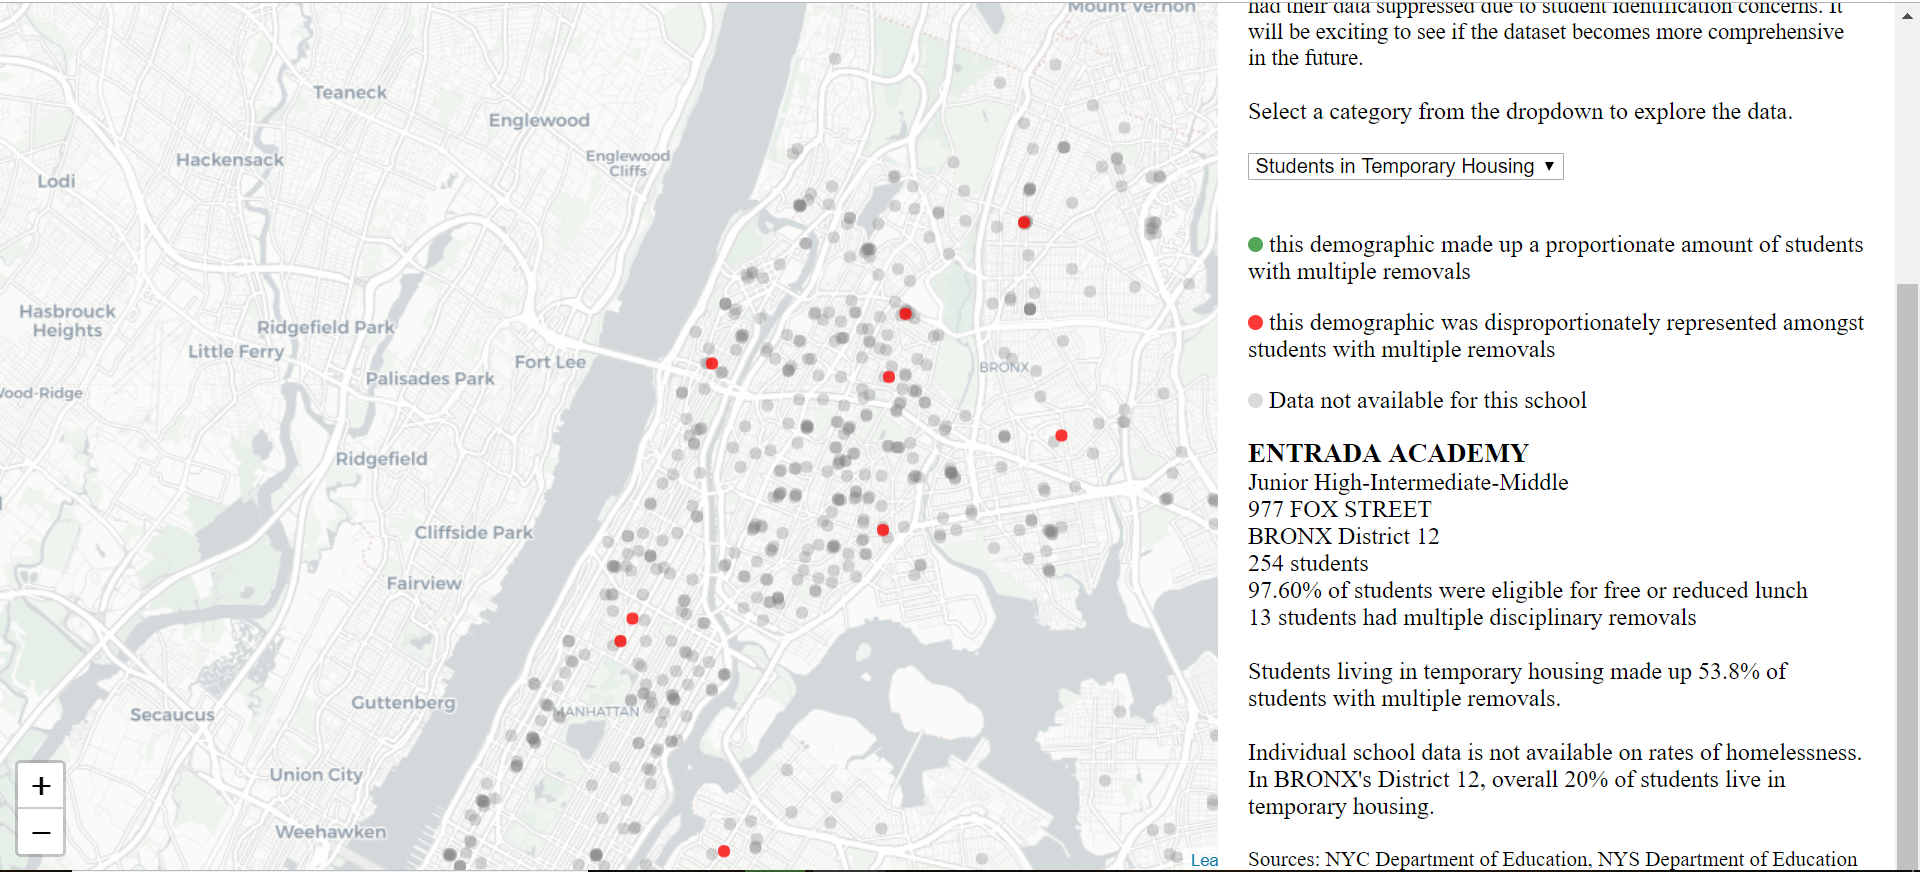 Mount Vernon
Teaneck
Englewood
Hackensack
Englewood
Cliffs
Lodi
Hasbrouck
Heights
Ridgefield Park
Little Ferry
Fort Lee
Palisades Park
BRONX
Wood-Ridge
Ridgefield
Cliffside Park
Fairview
Guttenberg
Secaucus
MANHATTAN
Union City
Weehawken
+
−
Lea
had their data suppressed due to student identification concerns. It
will be exciting to see if the dataset becomes more comprehensive
in the future.
Select a category from the dropdown to explore the data.
Students in Temporary Housing ▼
this demographic made up a proportionate amount of students
with multiple removals
this demographic was disproportionately represented amongst
students with multiple removals
Data not available for this school
ENTRADA ACADEMY
Junior High-Intermediate-Middle
977 FOX STREET
BRONX District 12
254 students
97.60% of students were eligible for free or reduced lunch
13 students had multiple disciplinary removals
Students living in temporary housing made up 53.8% of
students with multiple removals.
Individual school data is not available on rates of homelessness.
In BRONX's District 12, overall 20% of students live in
temporary housing.
Sources: NYC Department of Education, NYS Department of Education